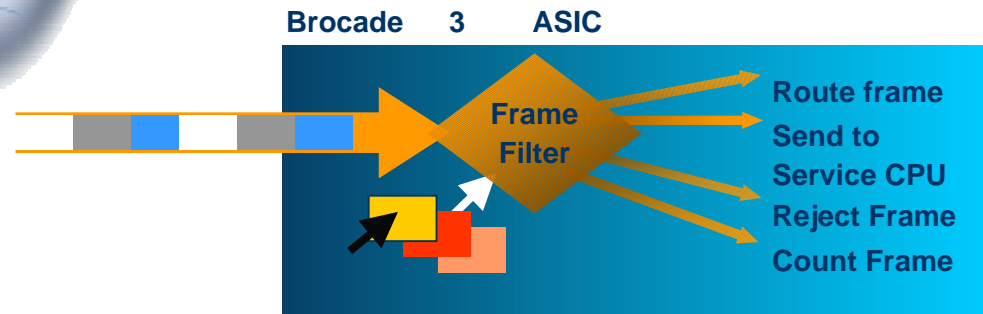 Brocade 3 ASIC
Frame
Filter
Route frame
Send to
Service CPU
Reject Frame
Count Frame